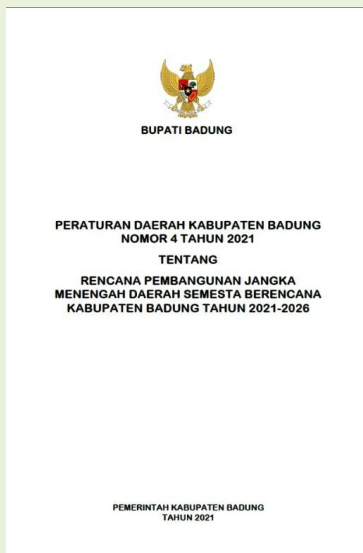 BUPATI BADUNG
PERATURAN DAERAH KABUPATEN BADUNG
NOMOR 4 TAHUN 2021
TENTANG
RENCANA PEMBANGUNAN JANGKA
MENENGAH DAERAH SEMESTA BERENCANA
KABUPATEN BADUNG TAHUN 2021-2026
PEMERINTAH KABUPATEN BADUNG
TAHUN 2021